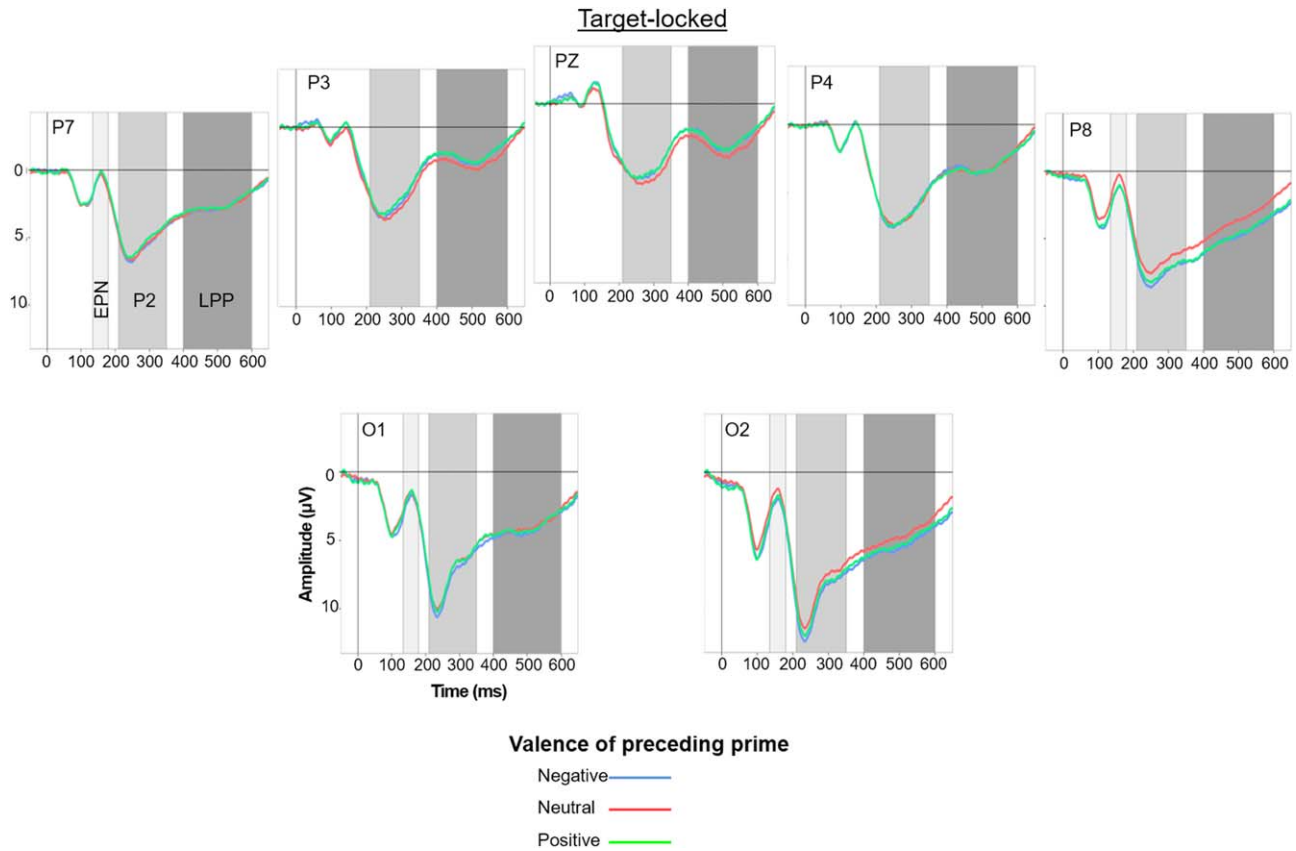 Target-locked
P7
P3
PZ
P4
P8
0
5
10
EPN
P2
LPP
0 100 200 300 400 500 600
0 100 200 300 400 500 600
0 100 200 300 400 500 600
0 100 200 300 400 500 600
0 100 200 300 400 500 600
O1
O2
Amplitude (μV)
0
5
10
0 100 200 300 400 500 600
0 100 200 300 400 500 600
Time (ms)
Valence of preceding prime
Negative
Neutral
Positive